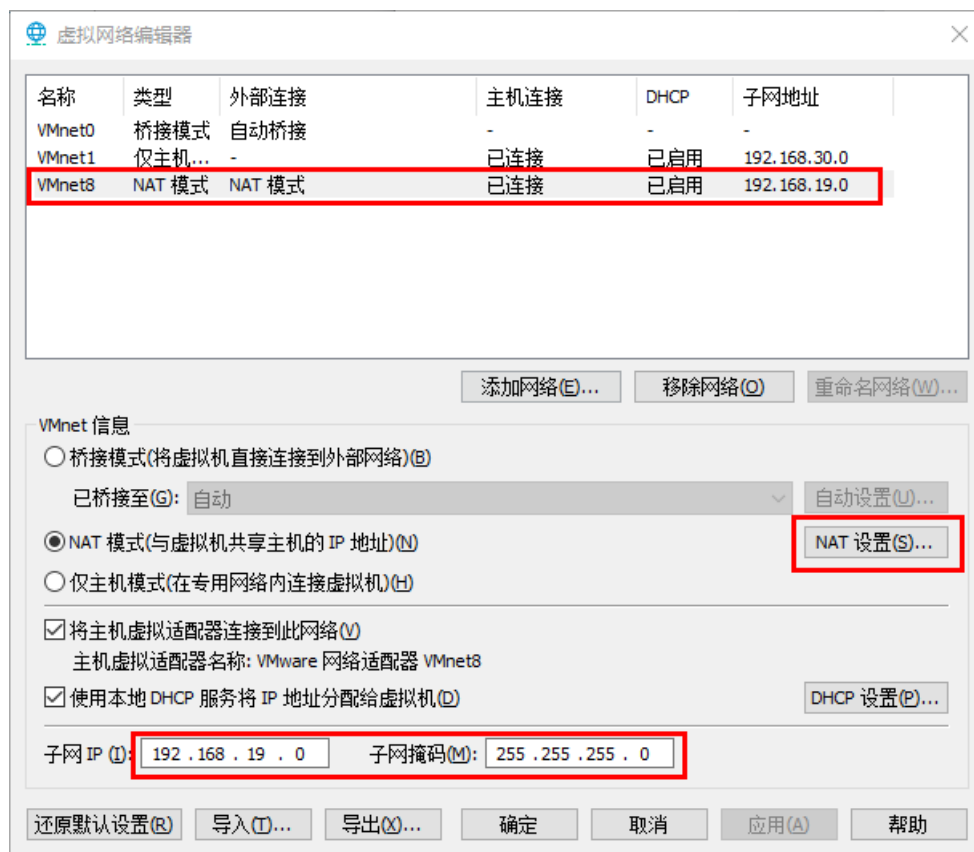 虚拟网络编辑器
名称 类型 外部连接 主机连接 DHCP 子网地址
VMnet0 桥接模式 自动桥接 - - -
VMnet1 仅主机... - 已连接 已启用 192.168.30.0
VMnet8 NAT 模式 NAT 模式 已连接 已启用 192.168.19.0
添加网络(E)... 移除网络(O) 重命名网络(W)...
VMnet 信息
桥接模式(将虚拟机直接连接到外部网络)(B)
已桥接至(G): 自动 自动设置(U)...
NAT 模式(与虚拟机共享主机的 IP 地址)(N) NAT 设置(S)...
仅主机模式(在专用网络内连接虚拟机)(H)
将主机虚拟适配器连接到此网络(V)
主机虚拟适配器名称: VMware 网络适配器 VMnet8
使用本地 DHCP 服务将 IP 地址分配给虚拟机(D) DHCP 设置(P)...
子网 IP (I): 192 . 168 . 19 . 0 子网掩码(M): 255 . 255 . 255 . 0
还原默认设置(R) 导入(T)... 导出(X)... 确定 取消 应用(A) 帮助